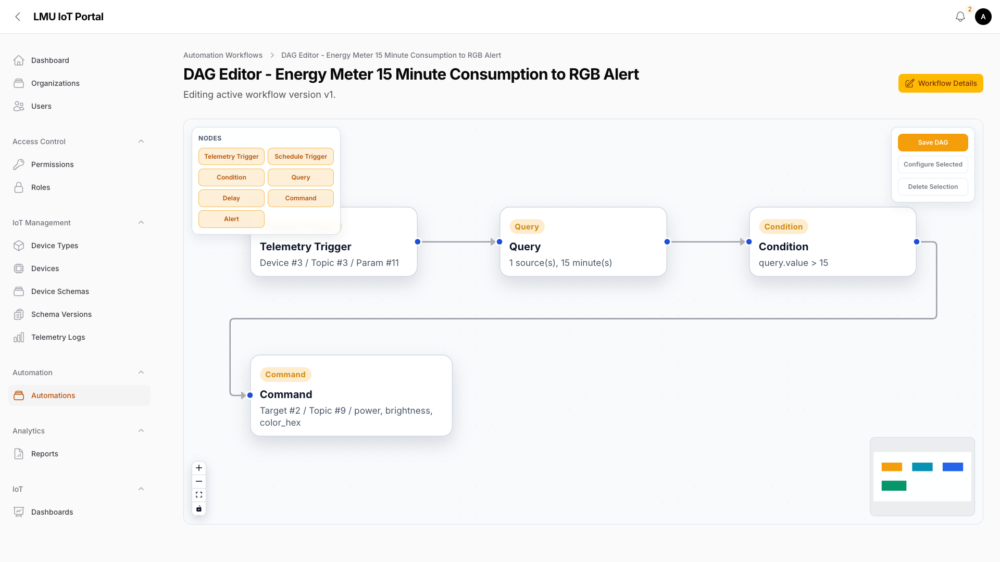 LMU IoT Portal
2
A
Dashboard
Organizations
Users
Access Control
Permissions
Roles
IoT Management
Device Types
Devices
Device Schemas
Schema Versions
Telemetry Logs
Automation
Automations
Analytics
Reports
IoT
Dashboards
Automation Workflows
DAG Editor - Energy Meter 15 Minute Consumption to RGB Alert
DAG Editor - Energy Meter 15 Minute Consumption to RGB Alert
Editing active workflow version v1.
Workflow Details
NODES
Telemetry Trigger
Schedule Trigger
Condition
Query
Delay
Command
Alert
Save DAG
Configure Selected
Delete Selection
Telemetry Trigger
Device #3 / Topic #3 / Param #11
Query
Query
1 source(s), 15 minute(s)
Condition
Condition
query.value > 15
Command
Command
Target #2 / Topic #9 / power, brightness,
color_hex